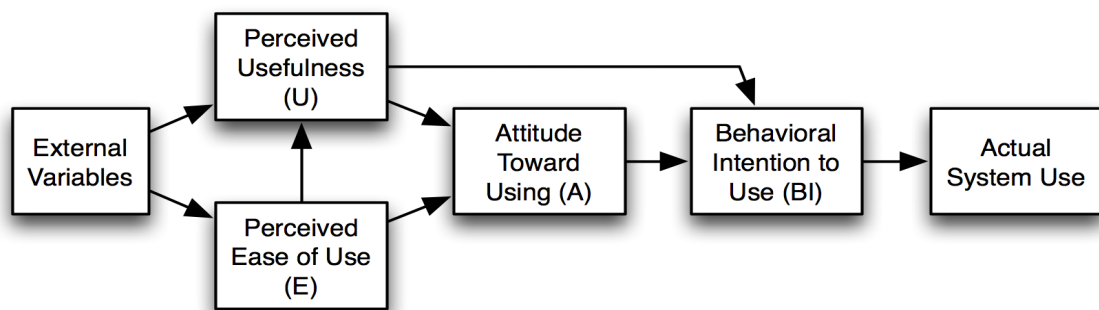 External
Variables
Perceived
Usefulness
(U)
Perceived
Ease of Use
(E)
Attitude
Toward
Using (A)
Behavioral
Intention to
Use (BI)
Actual
System Use